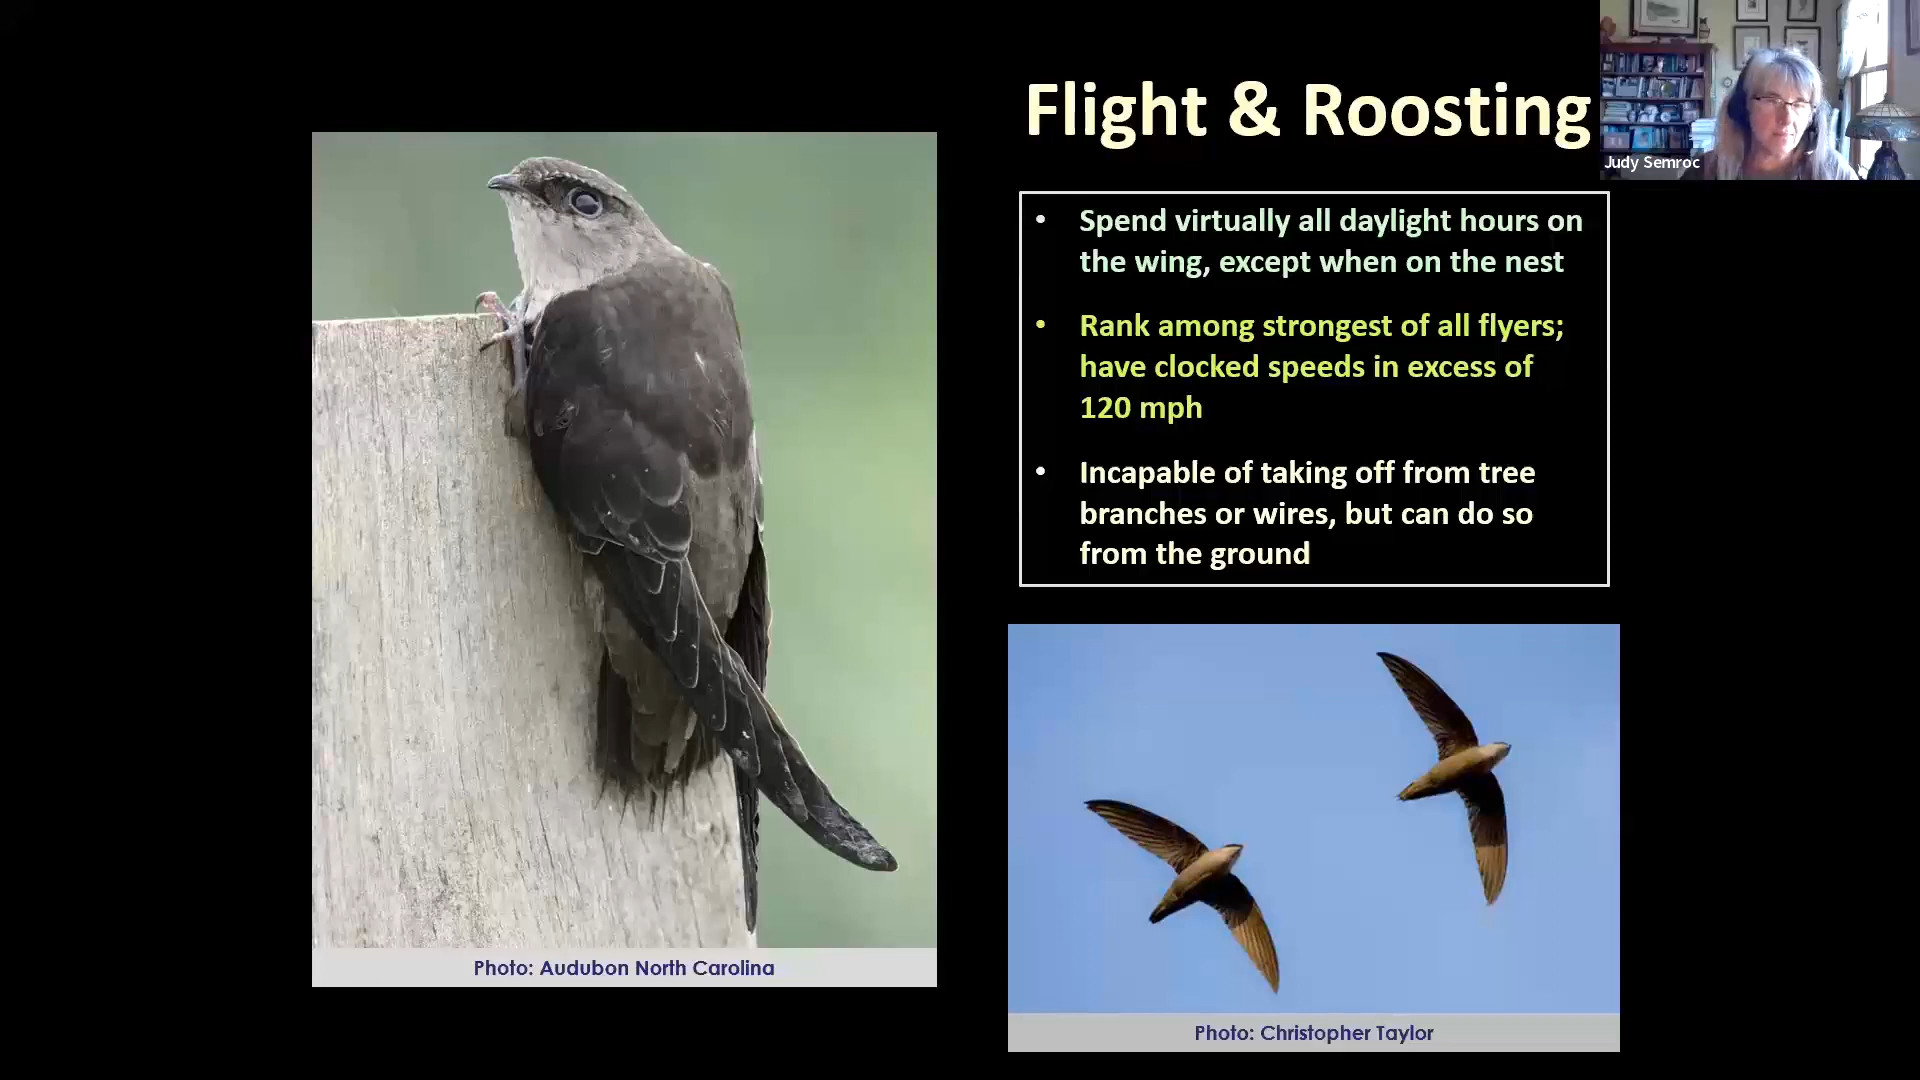 Flight & Roosting
Judy Semroc
• Spend virtually all daylight hours on
the wing, except when on the nest
• Rank among strongest of all flyers;
have clocked speeds in excess of
120 mph
• Incapable of taking off from tree
branches or wires, but can do so
from the ground
Photo: Audubon North Carolina
Photo: Christopher Taylor